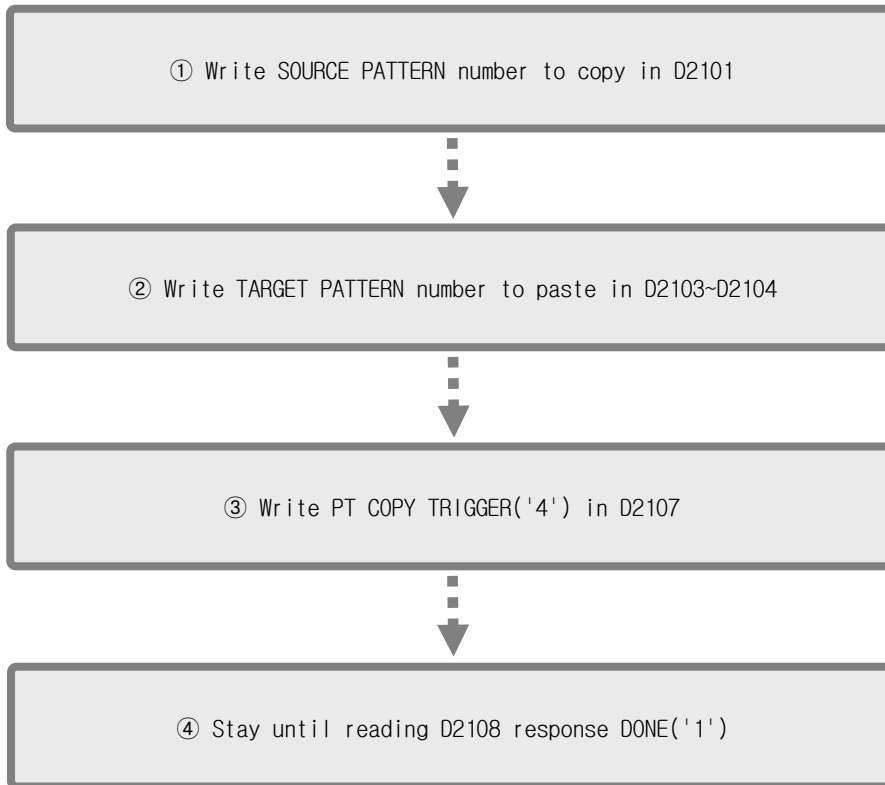 ① Write SOURCE PATTERN number to copy in D2101
② Write TARGET PATTERN number to paste in D2103~D2104
③ Write PT COPY TRIGGER('4') in D2107
④ Stay until reading D2108 response DONE('1')